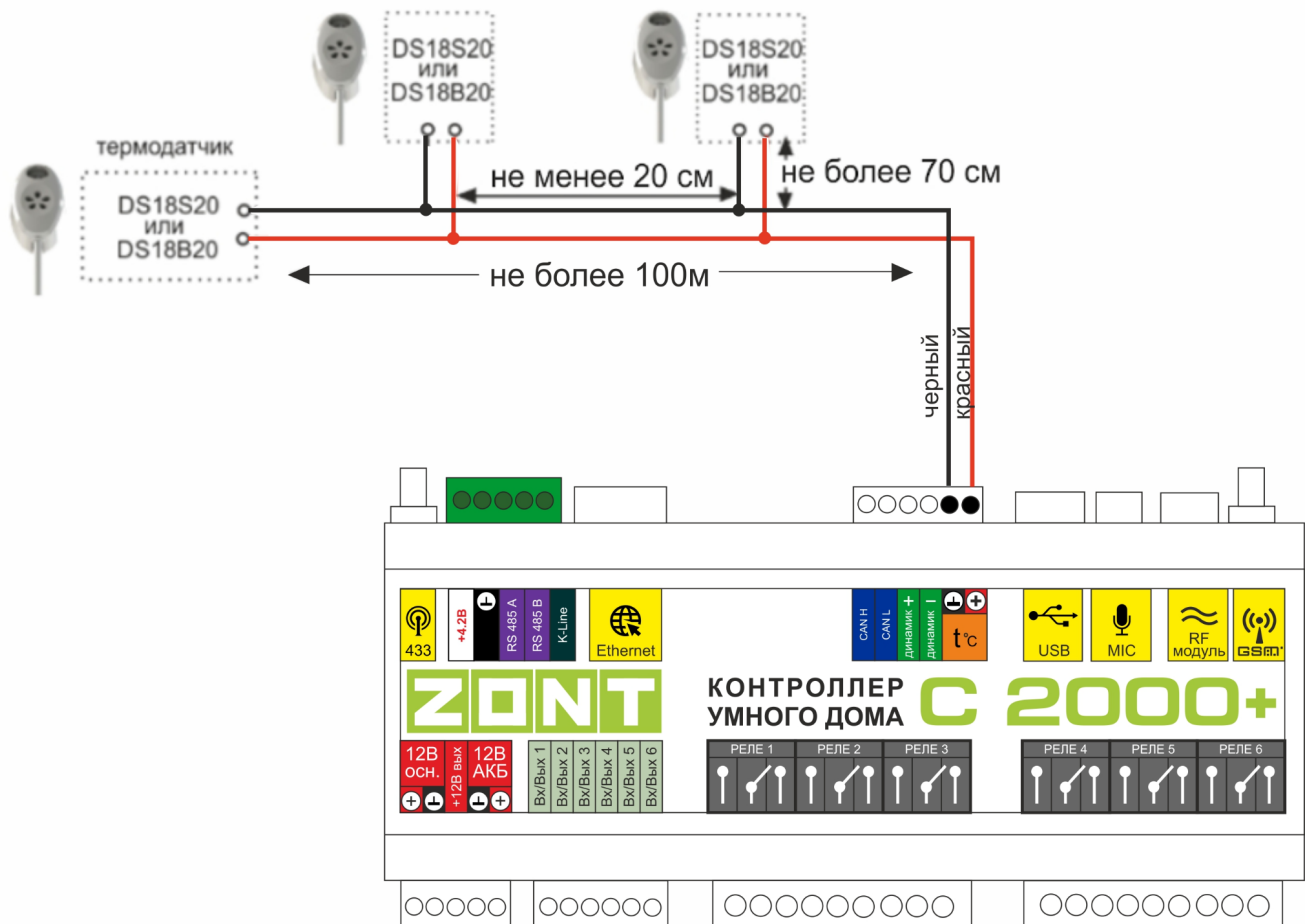 DS18S20
или
DS18B20
DS18S20
или
DS18B20
термодатчик
не менее 20 см
не более 70 см
DS18S20
или
DS18B20
не более 100м
черный
красный
433
+4.2В
RS 485 A
RS 485 B
K-Line
Ethernet
CAN H
CAN L
динамик +
динамик –
t°C
USB
MIC
RF
модуль
GSM
ZONT
КОНТРОЛЛЕР
УМНОГО ДОМА
C 2000+
12В
осн.
+12В вых
12В
АКБ
Вх/Вых 1
Вх/Вых 2
Вх/Вых 3
Вх/Вых 4
Вх/Вых 5
Вх/Вых 6
РЕЛЕ 1
РЕЛЕ 2
РЕЛЕ 3
РЕЛЕ 4
РЕЛЕ 5
РЕЛЕ 6